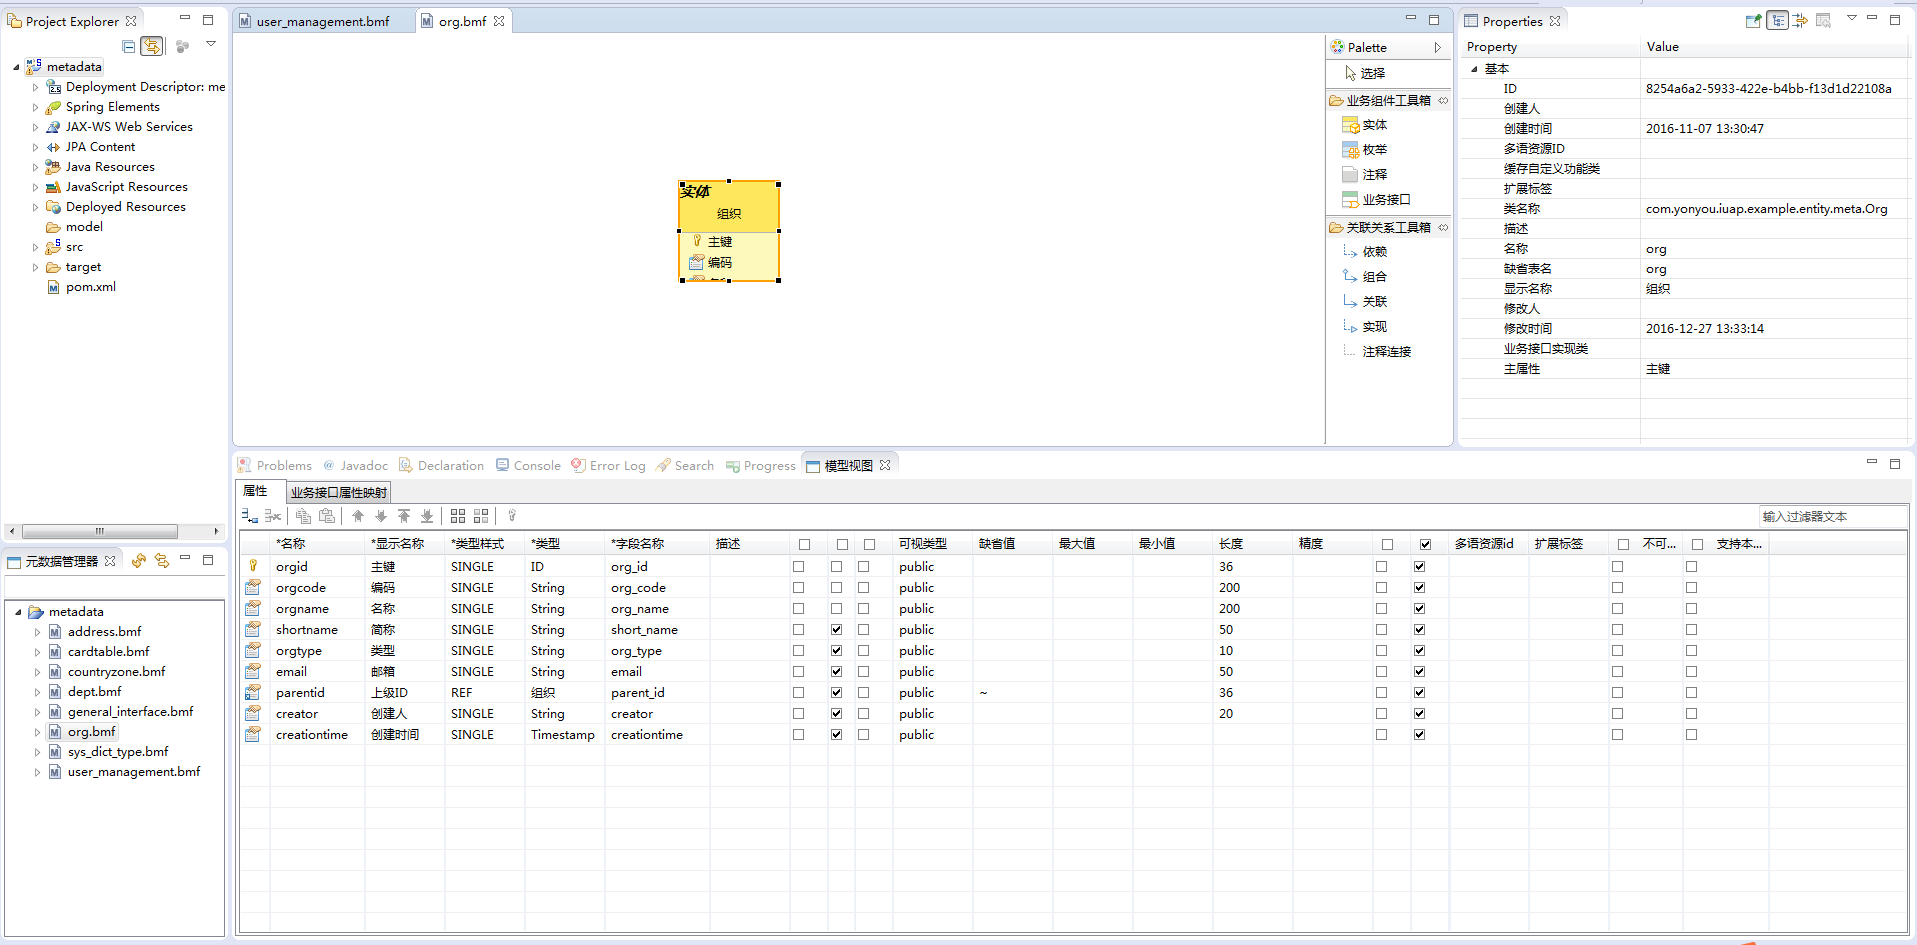 Project Explorer
metadata
Deployment Descriptor: me
Spring Elements
JAX-WS Web Services
JPA Content
Java Resources
JavaScript Resources
Deployed Resources
model
src
target
pom.xml
元数据管理器
metadata
address.bmf
cardtable.bmf
countryzone.bmf
dept.bmf
general_interface.bmf
org.bmf
sys_dict_type.bmf
user_management.bmf
user_management.bmf org.bmf
实体
组织
主键
编码
Palette
选择
业务组件工具箱
实体
枚举
注释
业务接口
关联关系工具箱
依赖
组合
关联
实现
注释连接
Properties
Property Value
基本
ID 8254a6a2-5933-422e-b4bb-f13d1d22108a
创建人
创建时间 2016-11-07 13:30:47
多语资源ID
缓存自定义功能类
扩展标签
类名称 com.yonyou.iuap.example.entity.meta.Org
描述
名称 org
缺省表名 org
显示名称 组织
修改人
修改时间 2016-12-27 13:33:14
业务接口实现类
主属性 主键
Problems @ Javadoc Declaration Console Error Log Search Progress 模型视图
属性 业务接口属性映射
输入过滤器文本
*名称 *显示名称 *类型样式 *类型 *字段名称 描述 可视类型 缺省值 最大值 最小值 长度 精度 多语资源id 扩展标签 不可... 支持本...
orgid 主键 SINGLE ID org_id public 36
orgcode 编码 SINGLE String org_code public 200
orgname 名称 SINGLE String org_name public 200
shortname 简称 SINGLE String short_name public 50
orgtype 类型 SINGLE String org_type public 10
email 邮箱 SINGLE String email public 50
parentid 上级ID REF 组织 parent_id public ~ 36
creator 创建人 SINGLE String creator public 20
creationtime 创建时间 SINGLE Timestamp creationtime public